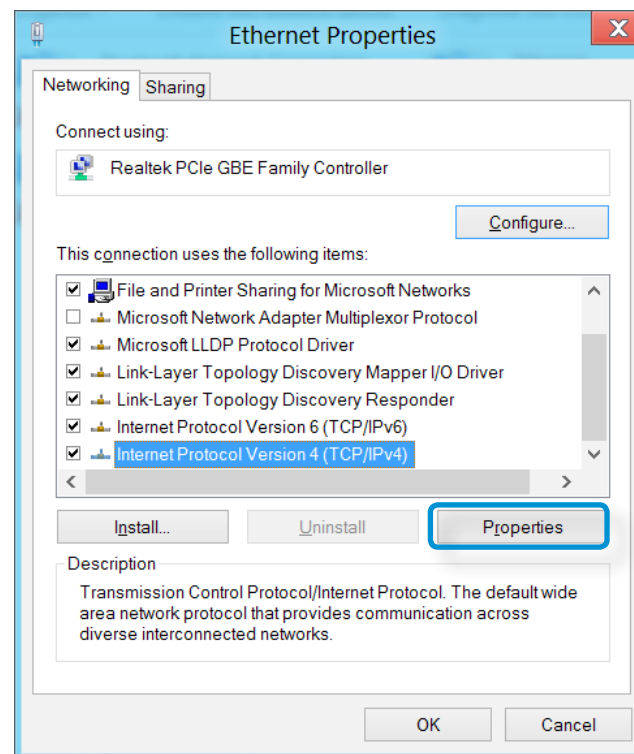 Ethernet Properties
X
Networking
Sharing
Connect using:
Realtek PCIe GBE Family Controller
Configure...
This connection uses the following items:
File and Printer Sharing for Microsoft Networks
Microsoft Network Adapter Multiplexor Protocol
Microsoft LLDP Protocol Driver
Link-Layer Topology Discovery Mapper I/O Driver
Link-Layer Topology Discovery Responder
Internet Protocol Version 6 (TCP/IPv6)
Internet Protocol Version 4 (TCP/IPv4)
Install...
Uninstall
Properties
Description
Transmission Control Protocol/Internet Protocol. The default wide
area network protocol that provides communication across
diverse interconnected networks.
OK
Cancel